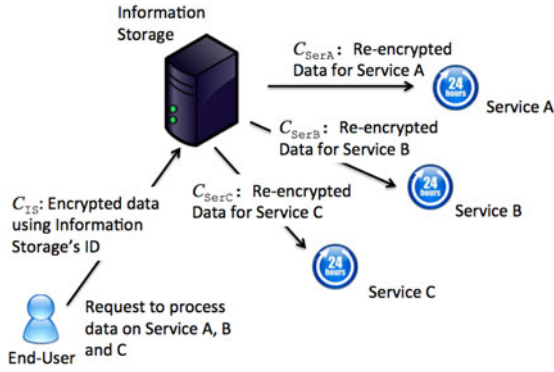 Information
Storage
C_SerA: Re-encrypted
Data for Service A
24
hours
Service A
C_SerB: Re-encrypted
Data for Service B
24
hours
Service B
C_IS: Encrypted data
using Information
Storage's ID
C_SerC: Re-encrypted
Data for Service C
24
hours
Service C
Request to process
data on Service A, B
and C
End-User